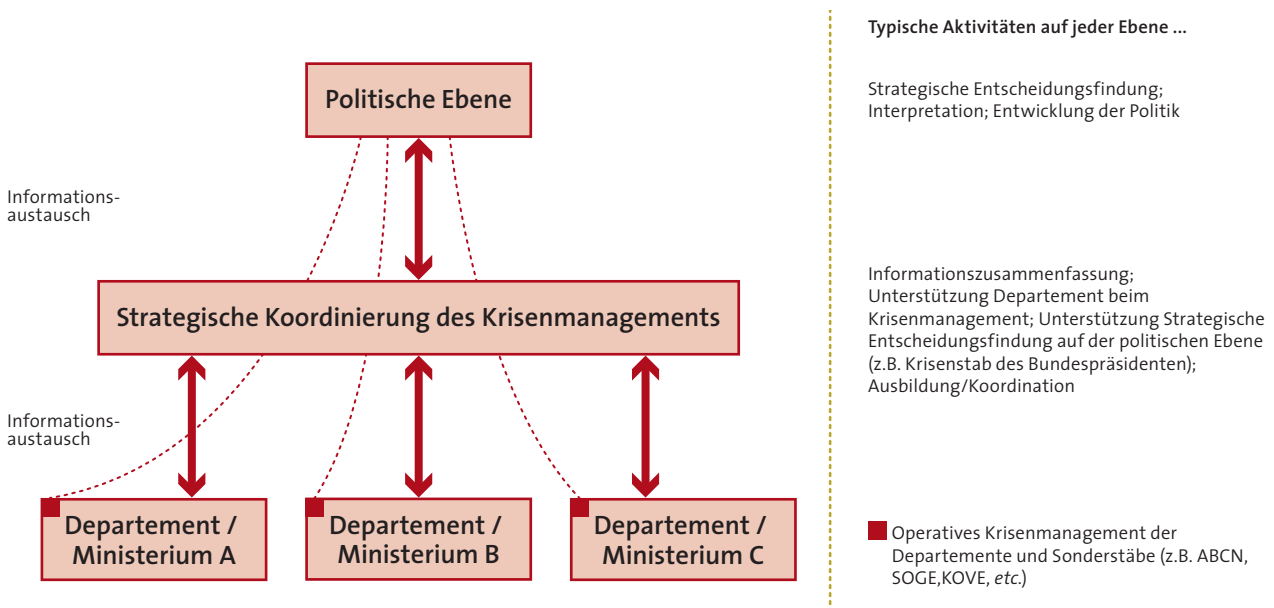 Typische Aktivitäten auf jeder Ebene ...
Politische Ebene
Strategische Entscheidungsfindung;
Interpretation; Entwicklung der Politik
Informations-
austausch
Strategische Koordinierung des Krisenmanagements
Informationszusammenfassung;
Unterstützung Departement beim
Krisenmanagement; Unterstützung Strategische
Entscheidungsfindung auf der politischen Ebene
(z.B. Krisenstab des Bundespräsidenten);
Ausbildung/Koordination
Informations-
austausch
Departement /
Ministerium A
Departement /
Ministerium B
Departement /
Ministerium C
Operatives Krisenmanagement der
Departemente und Sonderstäbe (z.B. ABCN,
SOGE,KOVE, etc.)